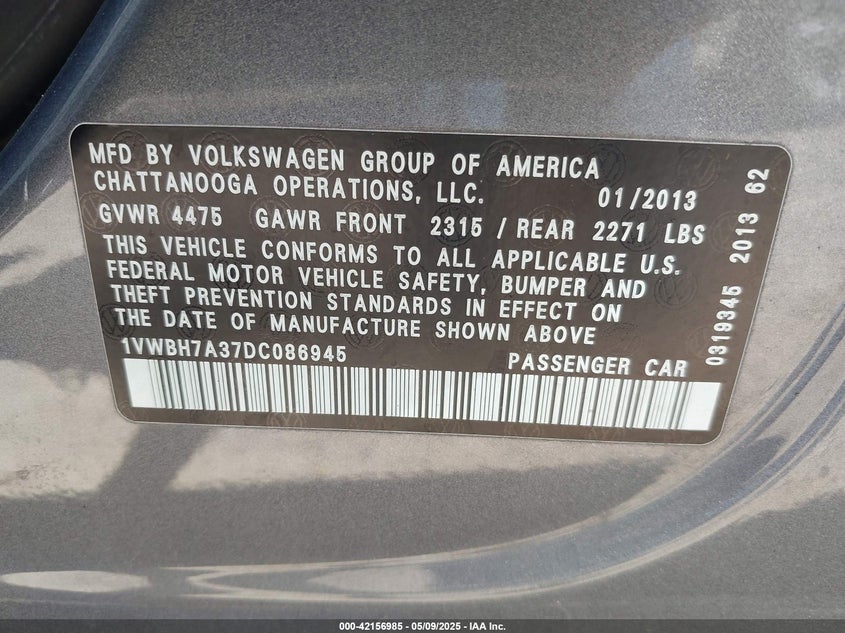 MFD BY VOLKSWAGEN GROUP OF AMERICA
CHATTANOOGA OPERATIONS, LLC. 01/2013
GVWR 4475 GAWR FRONT 2315 / REAR 2271 LBS
THIS VEHICLE CONFORMS TO ALL APPLICABLE U.S.
FEDERAL MOTOR VEHICLE SAFETY, BUMPER AND
THEFT PREVENTION STANDARDS IN EFFECT ON
THE DATE OF MANUFACTURE SHOWN ABOVE
1VWBH7A37DC086945 PASSENGER CAR
0319345 2013 62
000-42156985 | 05/09/2025 - IAA Inc.